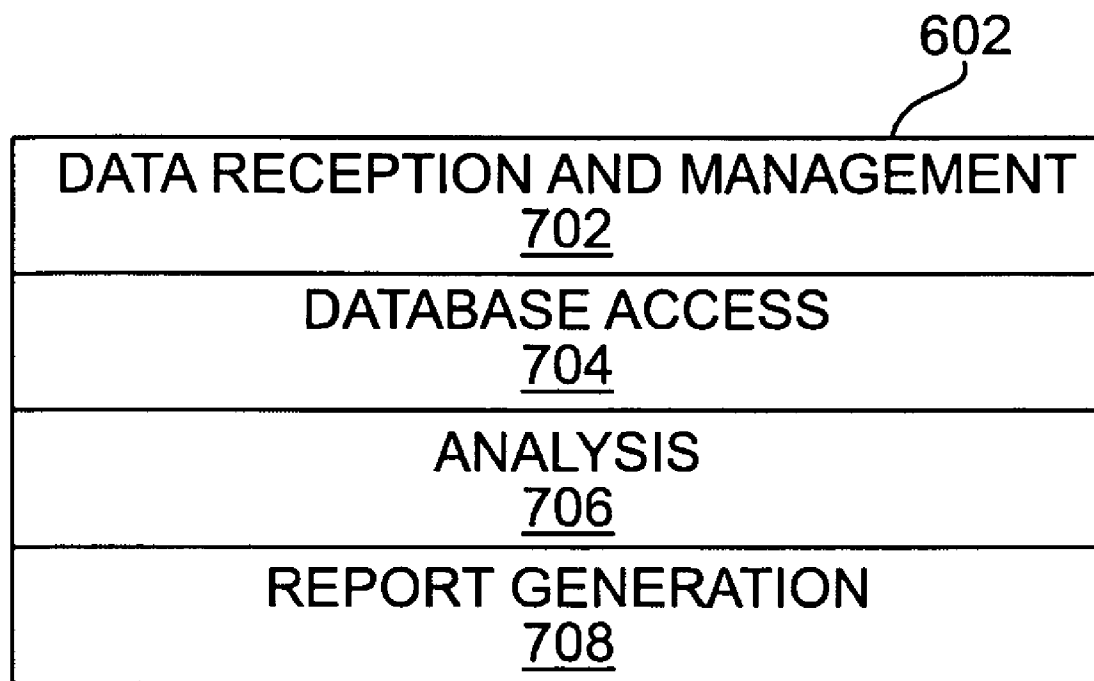 602
DATA RECEPTION AND MANAGEMENT
702
DATABASE ACCESS
704
ANALYSIS
706
REPORT GENERATION
708